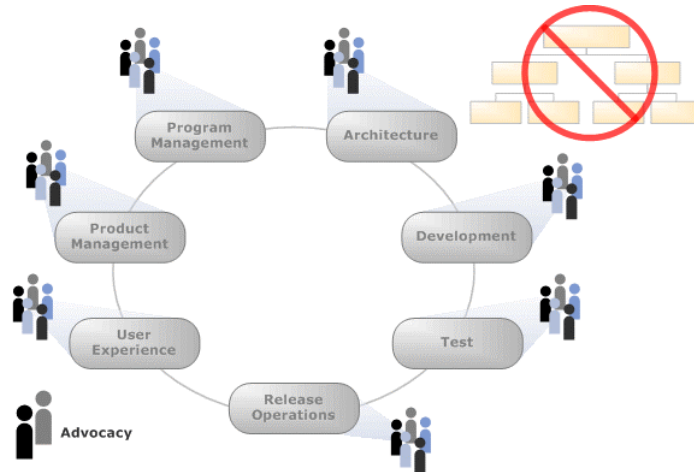 Program
Management
Architecture
Product
Management
Development
User
Experience
Test
Release
Operations
Advocacy